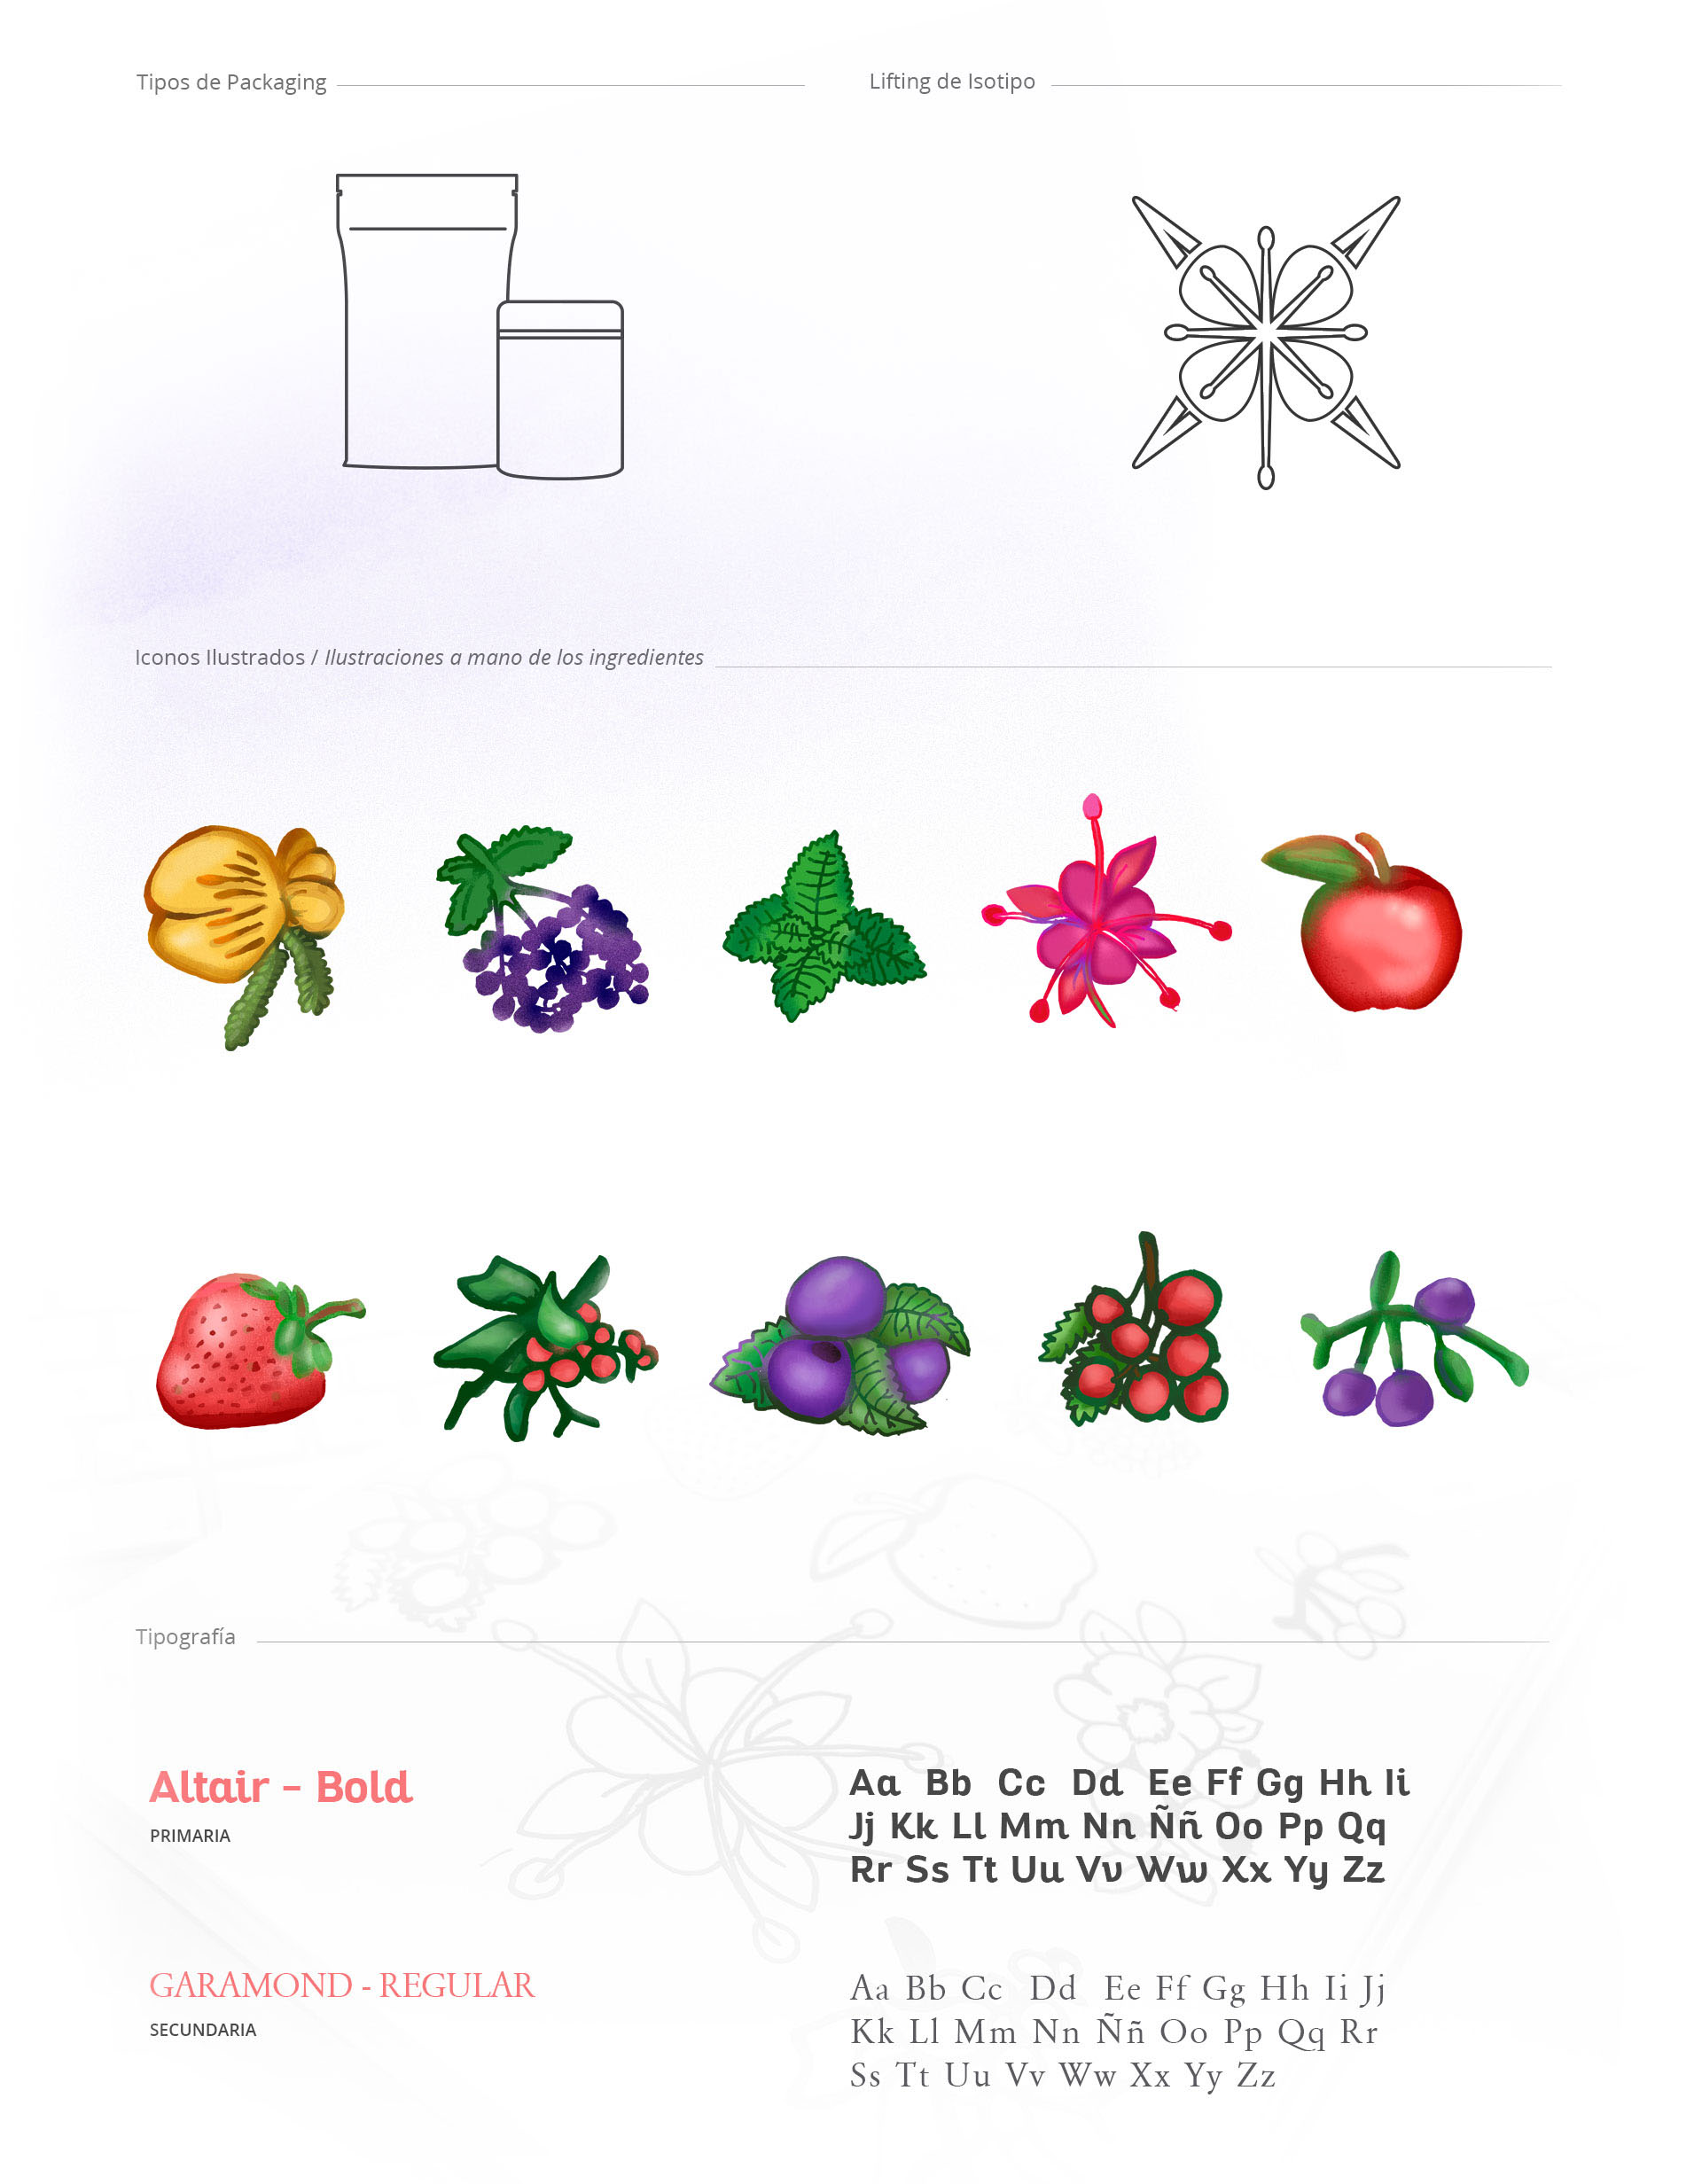 Tipos de Packaging
Lifting de Isotipo
Iconos Ilustrados / Ilustraciones a mano de los ingredientes
Tipografía
Altair - Bold
PRIMARIA
Aa Bb Cc Dd Ee Ff Gg Hh Ii
Jj Kk Ll Mm Nn Ññ Oo Pp Qq
Rr Ss Tt Uu Vv Ww Xx Yy Zz
GARAMOND - REGULAR
SECUNDARIA
Aa Bb Cc Dd Ee Ff Gg Hh Ii Jj
Kk Ll Mm Nn Ññ Oo Pp Qq Rr
Ss Tt Uu Vv Ww Xx Yy Zz